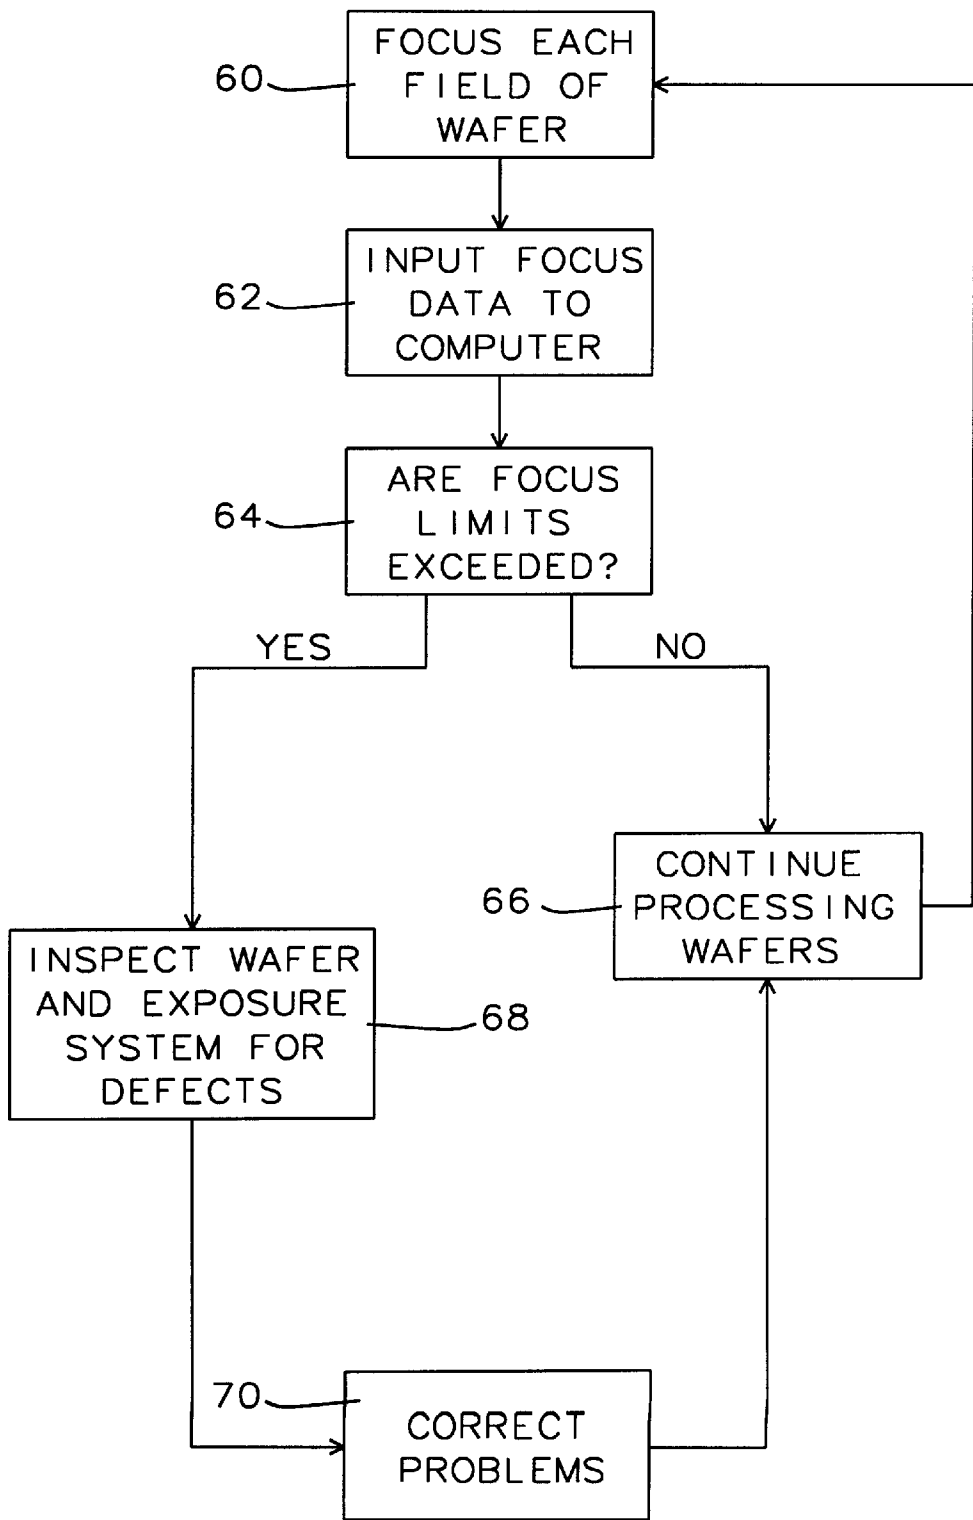 FOCUS EACH
FIELD OF
WAFER
60
INPUT FOCUS
DATA TO
COMPUTER
62
ARE FOCUS
LIMITS
EXCEEDED?
64
YES
NO
CONTINUE
PROCESSING
WAFERS
66
INSPECT WAFER
AND EXPOSURE
SYSTEM FOR
DEFECTS
68
70
CORRECT
PROBLEMS